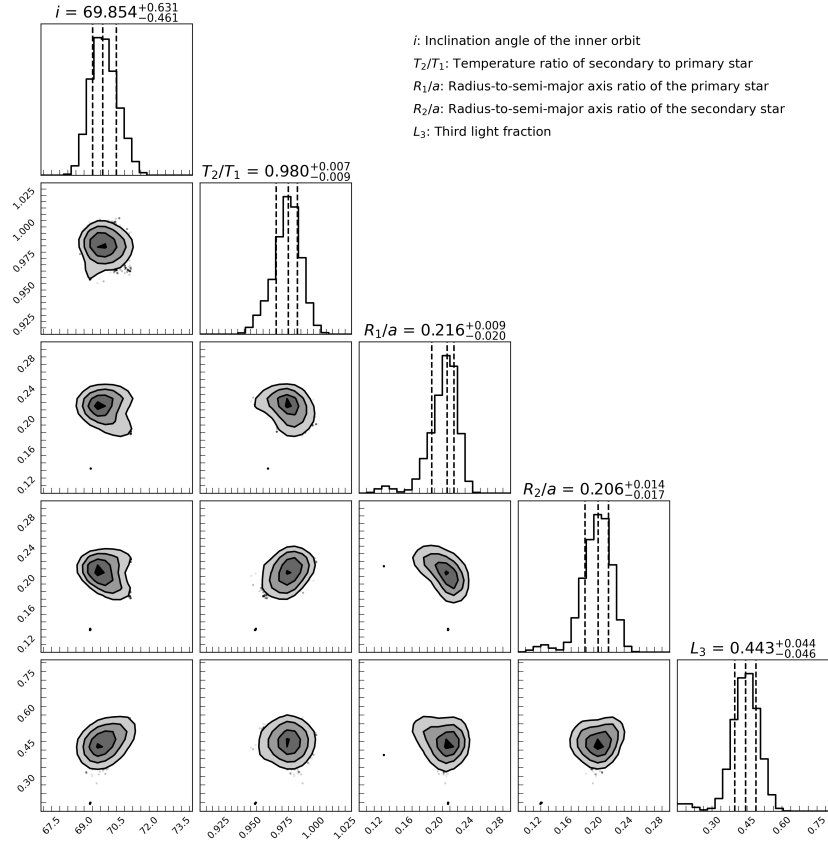 i = 69.854+0.631 −0.461
i: Inclination angle of the inner orbit
T2/T1: Temperature ratio of secondary to primary star
R1/a: Radius-to-semi-major axis ratio of the primary star
R2/a: Radius-to-semi-major axis ratio of the secondary star
L3: Third light fraction
T2/T1 = 0.980+0.007 −0.009
1.025
1.000
0.975
0.950
0.925
R1/a = 0.216+0.009 −0.020
0.28
0.24
0.20
0.16
0.12
R2/a = 0.206+0.014 −0.017
0.28
0.24
0.20
0.16
0.12
L3 = 0.443+0.044 −0.046
0.75
0.60
0.45
0.30
67.5 69.0 70.5 72.0 73.5 0.925 0.950 0.975 1.000 1.025 0.12 0.16 0.20 0.24 0.28 0.12 0.16 0.20 0.24 0.28 0.30 0.45 0.60 0.75